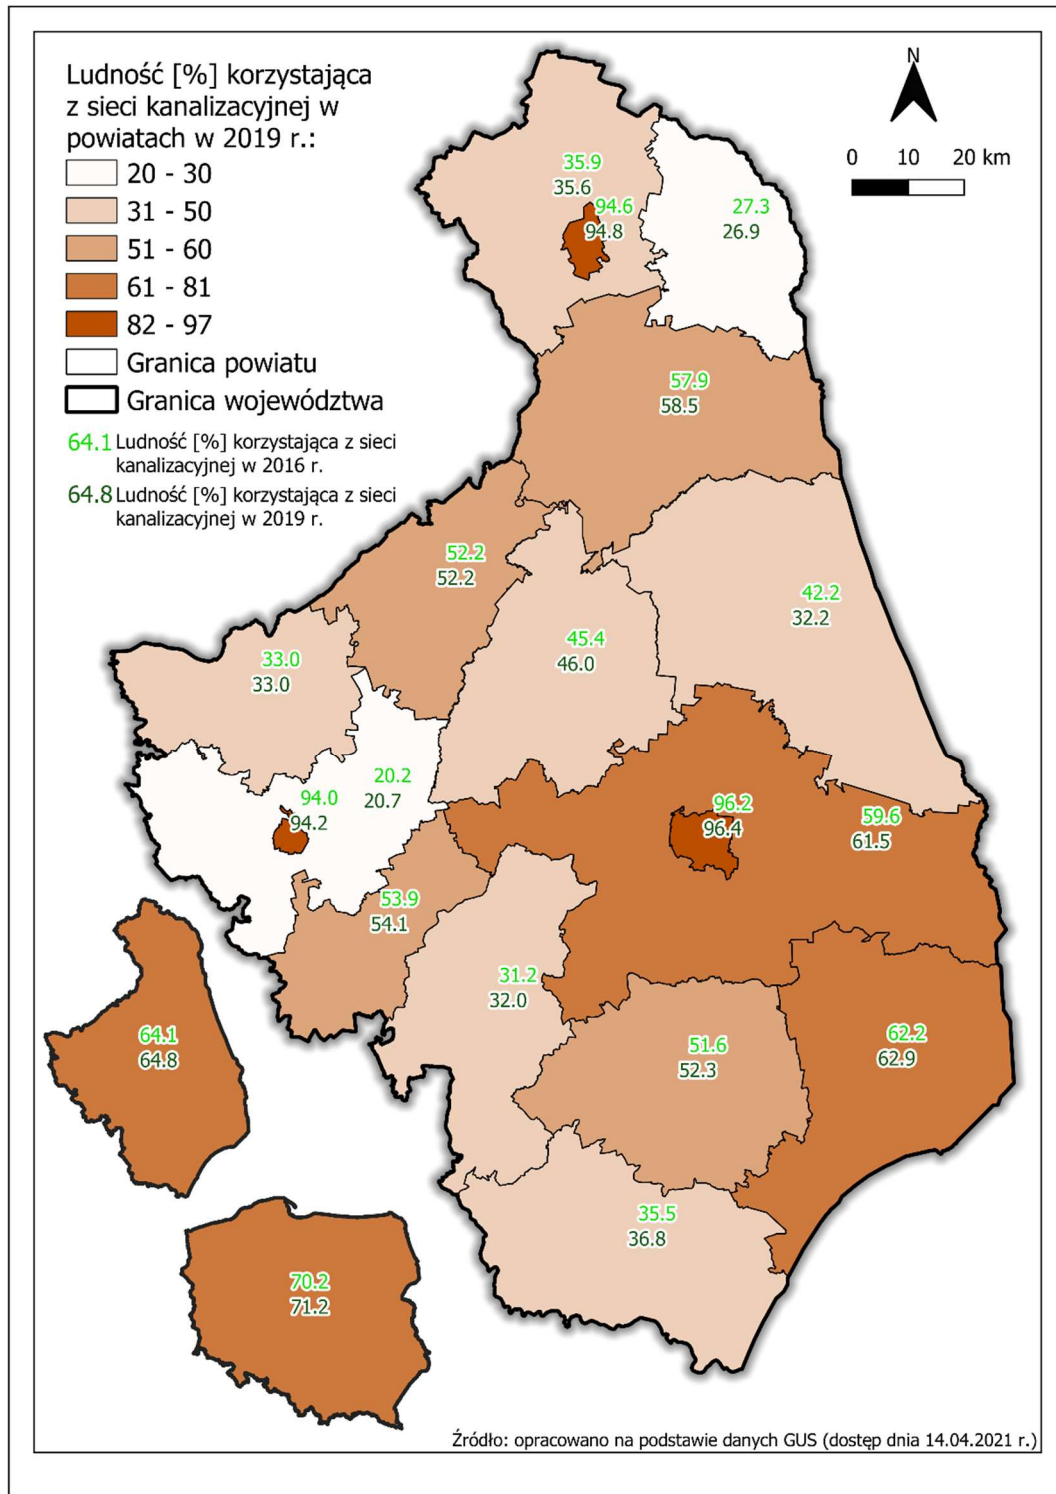 Ludność [%] korzystająca
z sieci kanalizacyjnej w
powiatach w 2019 r.:
20 - 30
31 - 50
51 - 60
61 - 81
82 - 97
Granica powiatu
Granica województwa
64.1 Ludność [%] korzystająca z sieci
kanalizacyjnej w 2016 r.
64.8 Ludność [%] korzystająca z sieci
kanalizacyjnej w 2019 r.
N
0 10 20 km
35.9
35.6
94.6
94.8
27.3
26.9
57.9
58.5
52.2
52.2
42.2
32.2
45.4
46.0
33.0
33.0
20.2
20.7
94.0
94.2
96.2
96.4
59.6
61.5
53.9
54.1
31.2
32.0
51.6
52.3
62.2
62.9
64.1
64.8
35.5
36.8
70.2
71.2
Źródło: opracowano na podstawie danych GUS (dostęp dnia 14.04.2021 r.)